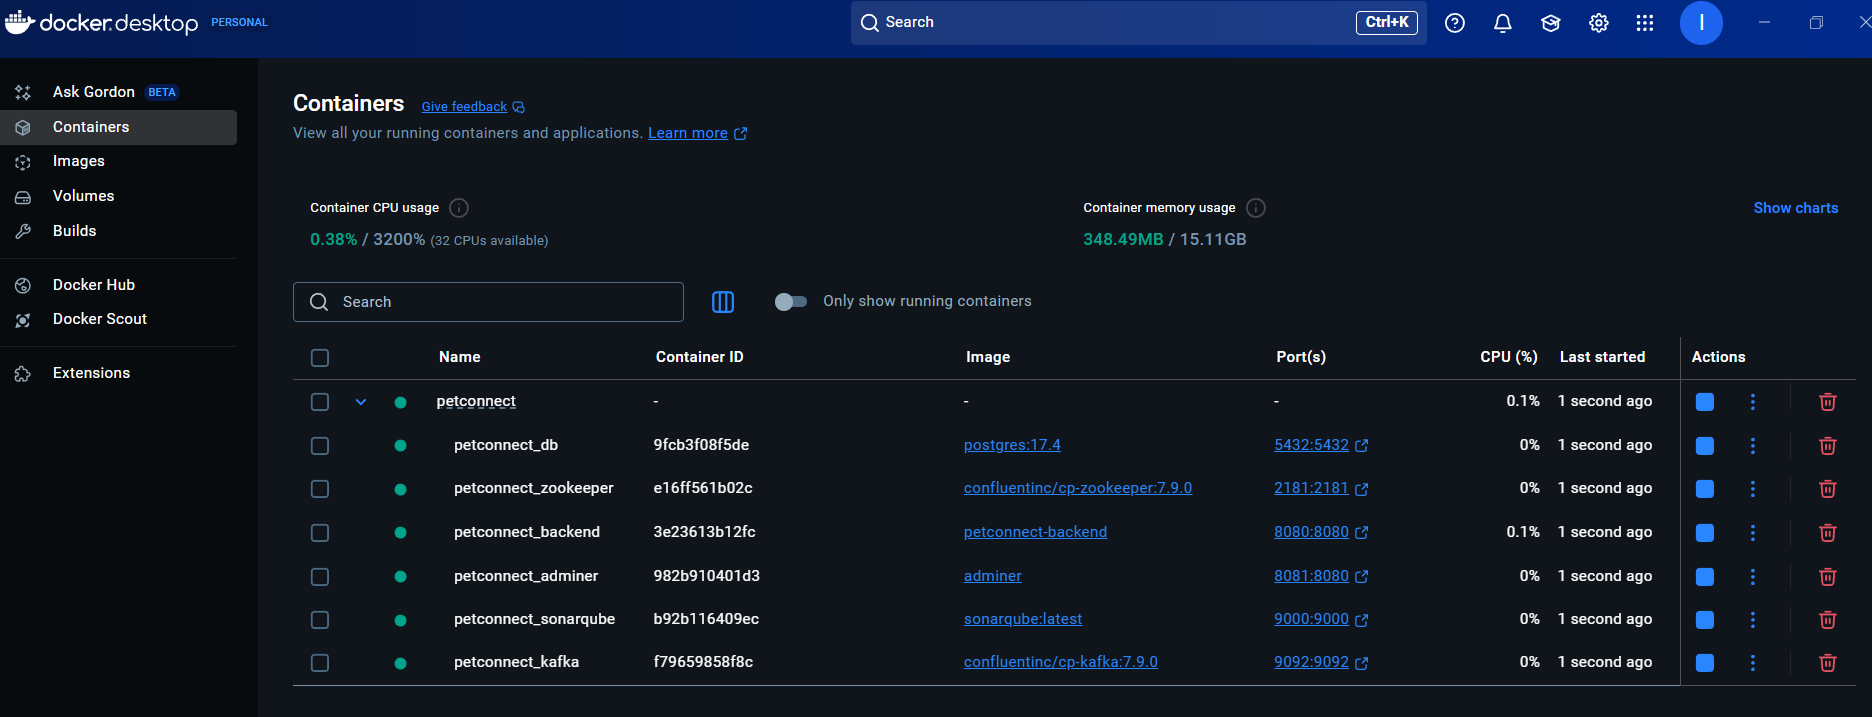 docker.desktop PERSONAL
Search Ctrl+K
I
Ask Gordon BETA
Containers
Images
Volumes
Builds
Docker Hub
Docker Scout
Extensions
Containers Give feedback
View all your running containers and applications. Learn more
Container CPU usage
0.38% / 3200% (32 CPUs available)
Container memory usage
348.49MB / 15.11GB
Show charts
Search
Only show running containers
Name Container ID Image Port(s) CPU (%) Last started Actions
petconnect - - - 0.1% 1 second ago
petconnect_db 9fcb3f08f5de postgres:17.4 5432:5432 0% 1 second ago
petconnect_zookeeper e16ff561b02c confluentinc/cp-zookeeper:7.9.0 2181:2181 0% 1 second ago
petconnect_backend 3e23613b12fc petconnect-backend 8080:8080 0.1% 1 second ago
petconnect_adminer 982b910401d3 adminer 8081:8080 0% 1 second ago
petconnect_sonarqube b92b116409ec sonarqube:latest 9000:9000 0% 1 second ago
petconnect_kafka f79659858f8c confluentinc/cp-kafka:7.9.0 9092:9092 0% 1 second ago